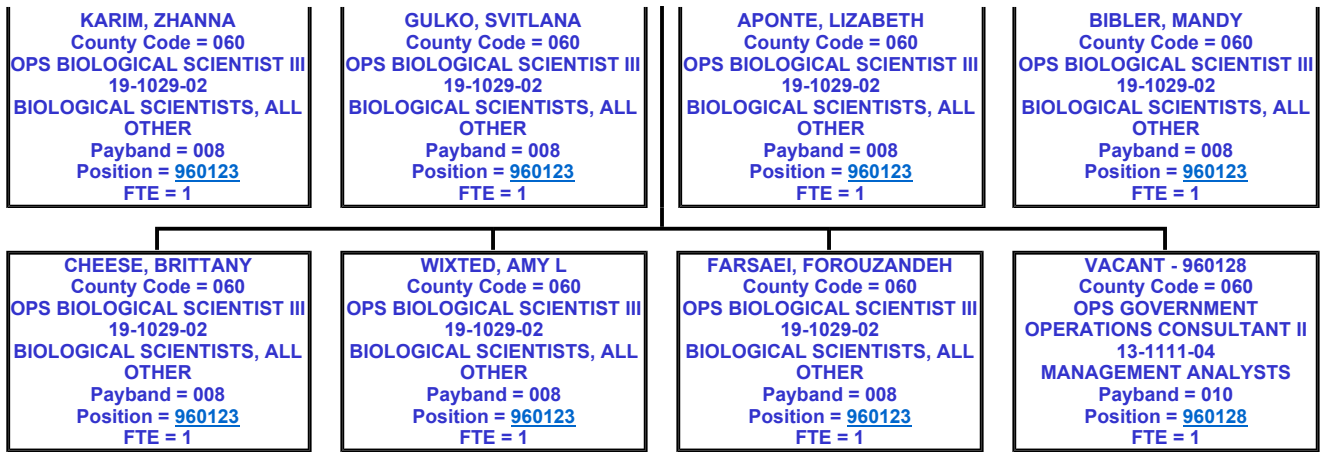 KARIM, ZHANNA
County Code = 060
OPS BIOLOGICAL SCIENTIST III
19-1029-02
BIOLOGICAL SCIENTISTS, ALL
OTHER
Payband = 008
Position = 960123
FTE = 1
GULKO, SVITLANA
County Code = 060
OPS BIOLOGICAL SCIENTIST III
19-1029-02
BIOLOGICAL SCIENTISTS, ALL
OTHER
Payband = 008
Position = 960123
FTE = 1
APONTE, LIZABETH
County Code = 060
OPS BIOLOGICAL SCIENTIST III
19-1029-02
BIOLOGICAL SCIENTISTS, ALL
OTHER
Payband = 008
Position = 960123
FTE = 1
BIBLER, MANDY
County Code = 060
OPS BIOLOGICAL SCIENTIST III
19-1029-02
BIOLOGICAL SCIENTISTS, ALL
OTHER
Payband = 008
Position = 960123
FTE = 1
CHEESE, BRITTANY
County Code = 060
OPS BIOLOGICAL SCIENTIST III
19-1029-02
BIOLOGICAL SCIENTISTS, ALL
OTHER
Payband = 008
Position = 960123
FTE = 1
WIXTED, AMY L
County Code = 060
OPS BIOLOGICAL SCIENTIST III
19-1029-02
BIOLOGICAL SCIENTISTS, ALL
OTHER
Payband = 008
Position = 960123
FTE = 1
FARSAEI, FOROUZANDEH
County Code = 060
OPS BIOLOGICAL SCIENTIST III
19-1029-02
BIOLOGICAL SCIENTISTS, ALL
OTHER
Payband = 008
Position = 960123
FTE = 1
VACANT - 960128
County Code = 060
OPS GOVERNMENT
OPERATIONS CONSULTANT II
13-1111-04
MANAGEMENT ANALYSTS
Payband = 010
Position = 960128
FTE = 1